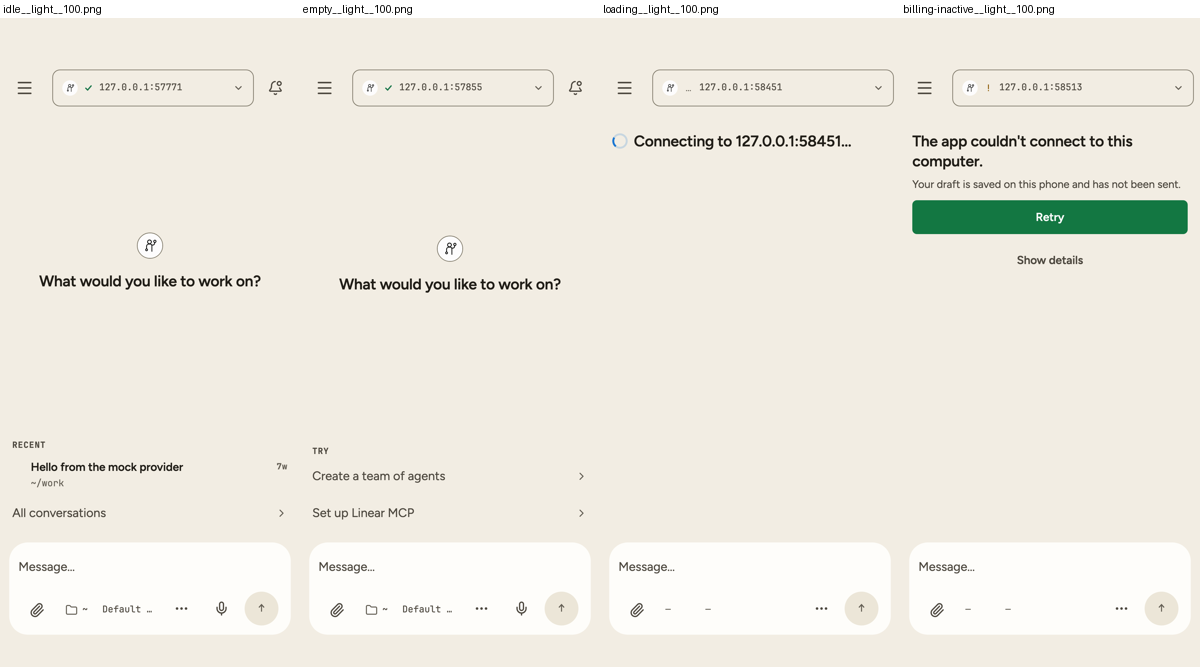 idle__light__100.png
127.0.0.1:57771
What would you like to work on?
RECENT
Hello from the mock provider
7w
~/work
All conversations
Message...
~ Default …
empty__light__100.png
127.0.0.1:57855
What would you like to work on?
TRY
Create a team of agents
Set up Linear MCP
Message...
~ Default …
loading__light__100.png
… 127.0.0.1:58451
Connecting to 127.0.0.1:58451...
Message...
– –
billing-inactive__light__100.png
! 127.0.0.1:58513
The app couldn't connect to this
computer.
Your draft is saved on this phone and has not been sent.
Retry
Show details
Message...
– –